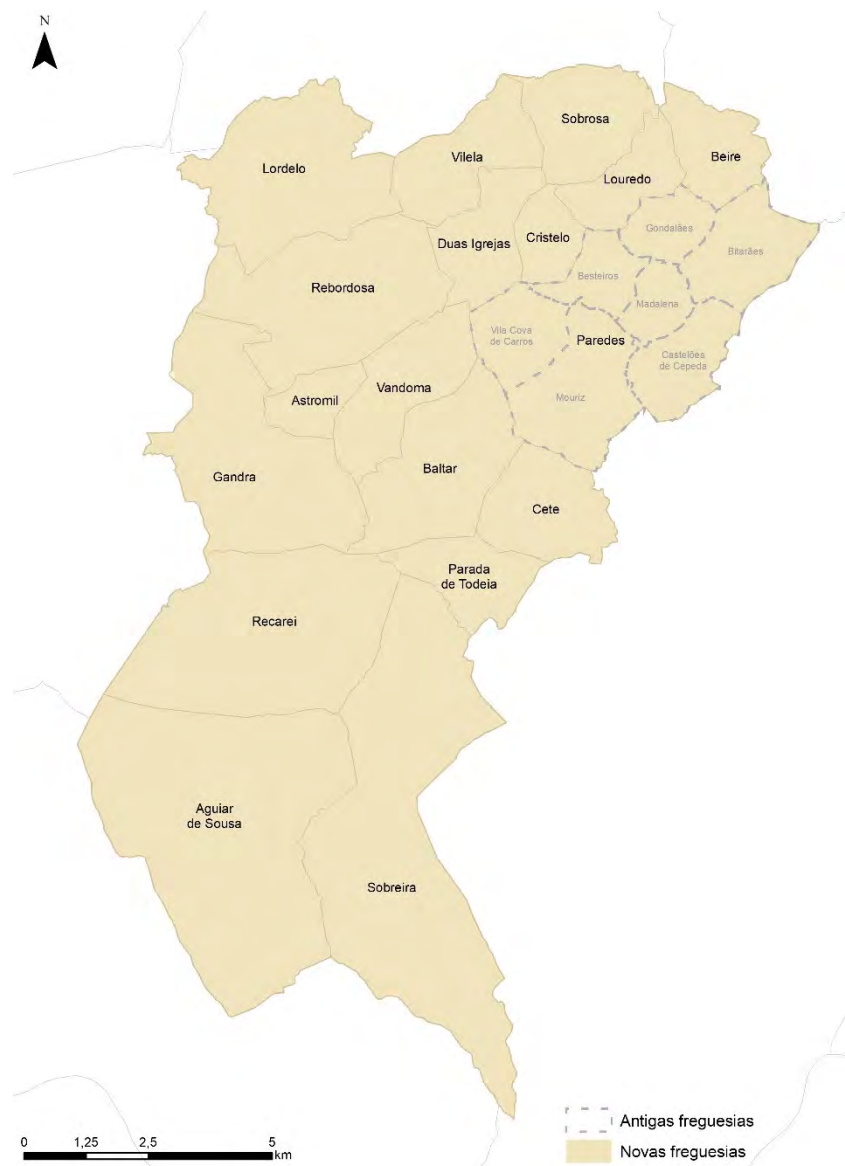 N
Sobrosa
Vilela
Beire
Lordelo
Louredo
Gondalães
Duas Igrejas
Cristelo
Bitarães
Besteiros
Rebordosa
Madalena
Vila Cova
de Carros
Paredes
Castelões
de Cepeda
Vandoma
Astromil
Mouriz
Baltar
Gandra
Cete
Parada
de Todeia
Recarei
Aguiar
de Sousa
Sobreira
Antigas freguesias
Novas freguesias
0 1,25 2,5 5
km